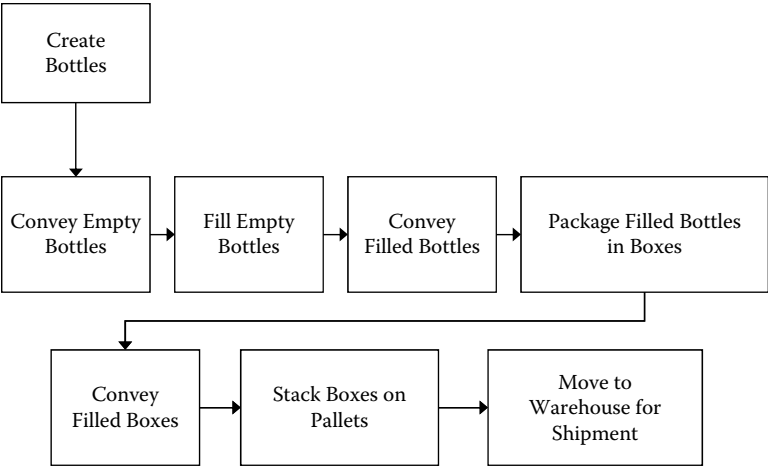 Create
Bottles
Convey Empty
Bottles
Fill Empty
Bottles
Convey
Filled Bottles
Package Filled Bottles
in Boxes
Convey
Filled Boxes
Stack Boxes on
Pallets
Move to
Warehouse for
Shipment